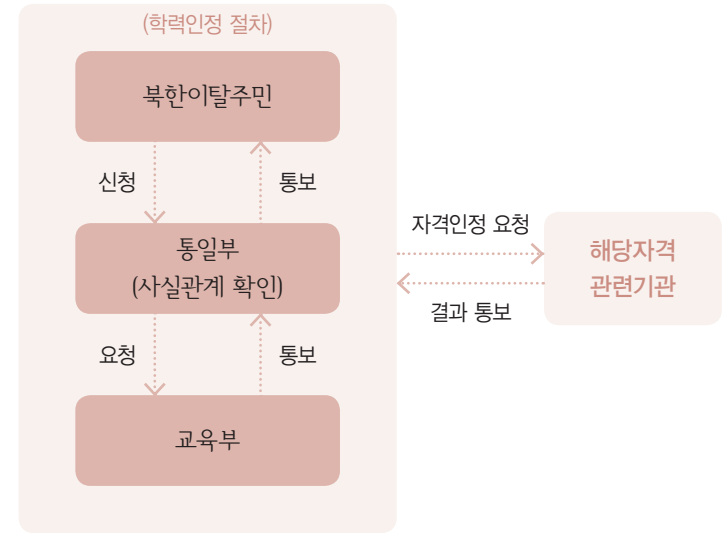 (학력인정 절차)
북한이탈주민
신청
통보
통일부
(사실관계 확인)
요청
통보
교육부
자격인정 요청
결과 통보
해당자격
관련기관